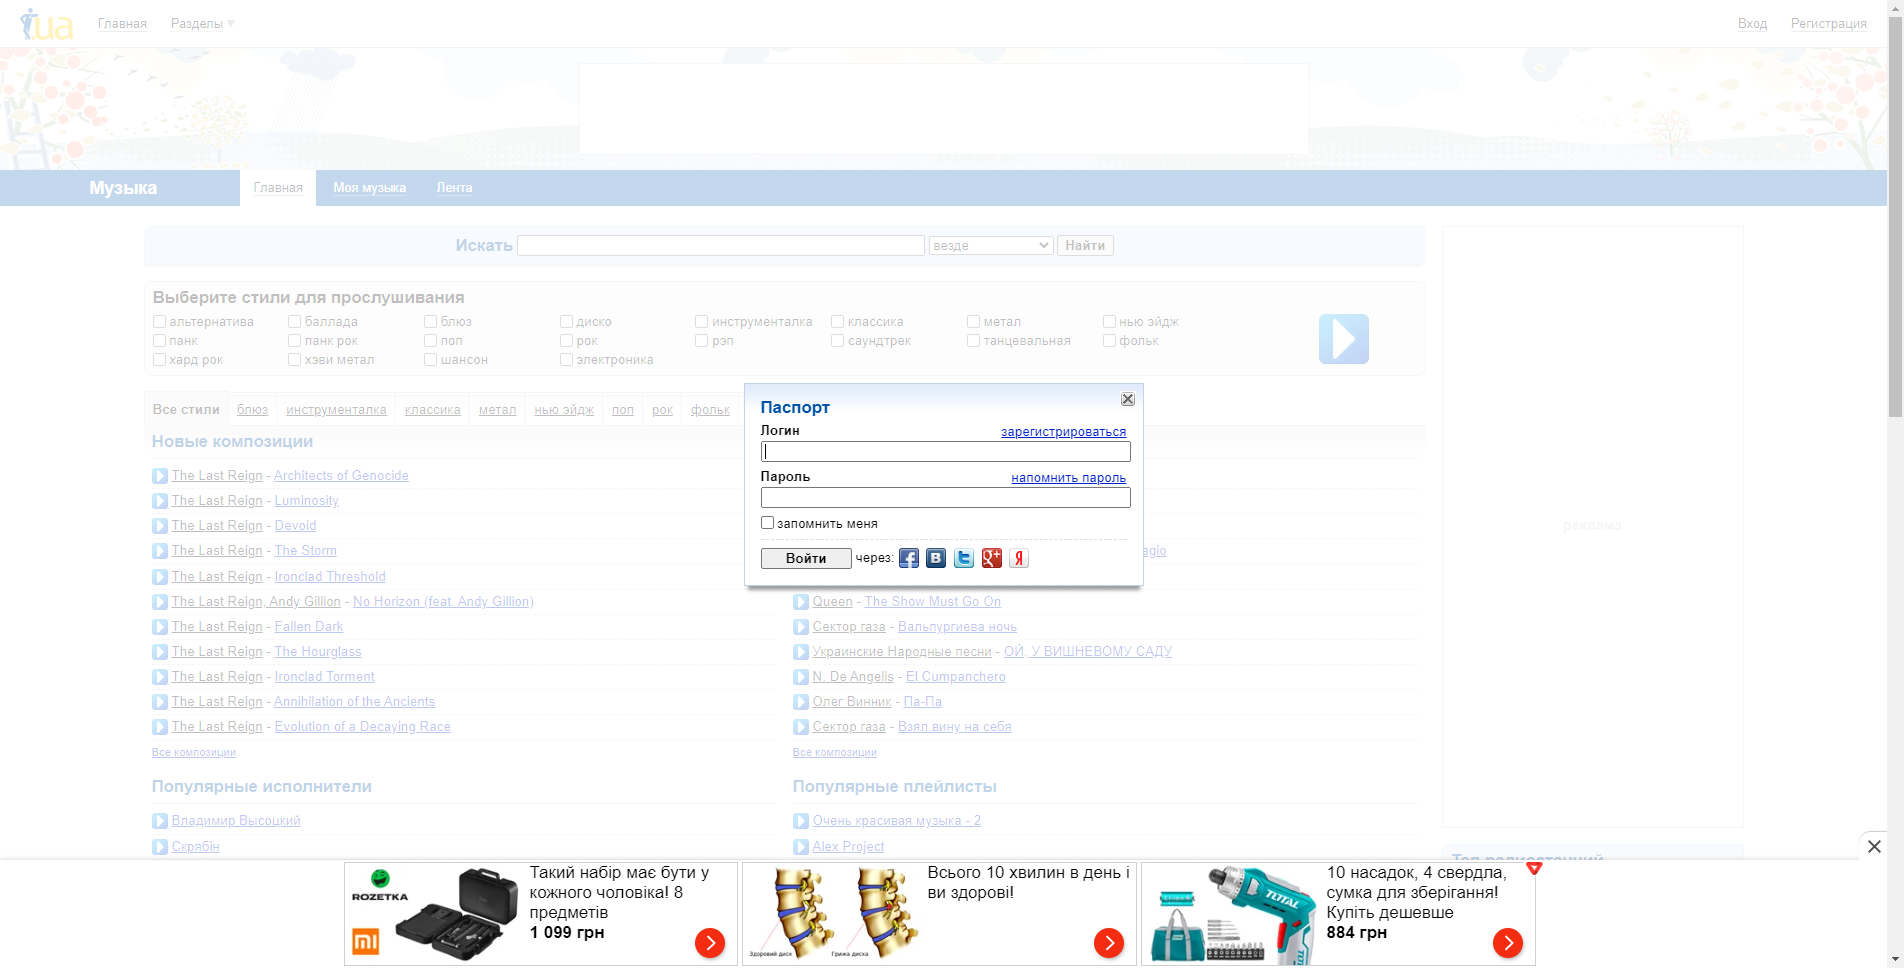 i.ua
Главная
Разделы ▾
Вход
Регистрация
Музыка
Главная
Моя музыка
Лента
Искать
везде
Найти
Выберите стили для прослушивания
альтернатива баллада блюз диско инструменталка классика метал нью эйдж
панк панк рок поп рок рэп саундтрек танцевальная фольк
хард рок хэви метал шансон электроника
Все стили блюз инструменталка классика метал нью эйдж поп рок фольк
Паспорт
Логин
зарегистрироваться
Пароль
напомнить пароль
запомнить меня
Войти
через:
Новые композиции
The Last Reign - Architects of Genocide
The Last Reign - Luminosity
The Last Reign - Devoid
The Last Reign - The Storm
The Last Reign - Ironclad Threshold
The Last Reign, Andy Gillion - No Horizon (feat. Andy Gillion)
The Last Reign - Fallen Dark
The Last Reign - The Hourglass
The Last Reign - Ironclad Torment
The Last Reign - Annihilation of the Ancients
The Last Reign - Evolution of a Decaying Race
Все композиции
agio
Queen - The Show Must Go On
Сектор газа - Вальпургиева ночь
Украинские Народные песни - ОЙ, У ВИШНЕВОМУ САДУ
N. De Angelis - El Cumpanchero
Олег Винник - Па-Па
Сектор газа - Взял вину на себя
Все композиции
реклама
Популярные исполнители
Владимир Высоцкий
Скрябін
Популярные плейлисты
Очень красивая музыка - 2
Alex Project
Топ радиостанций
ROZETKA
Такий набір має бути у
кожного чоловіка! 8
предметів
1 099 грн
Всього 10 хвилин в день і
ви здорові!
Здоровий диск
Грижа диска
TOTAL
10 насадок, 4 свердла,
сумка для зберігання!
Купіть дешевше
884 грн